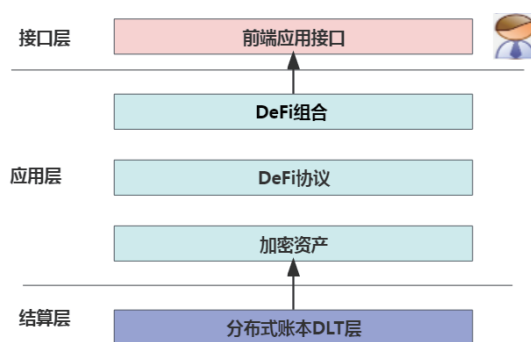 接口层
前端应用接口
DeFi组合
应用层
DeFi协议
加密资产
结算层
分布式账本DLT层